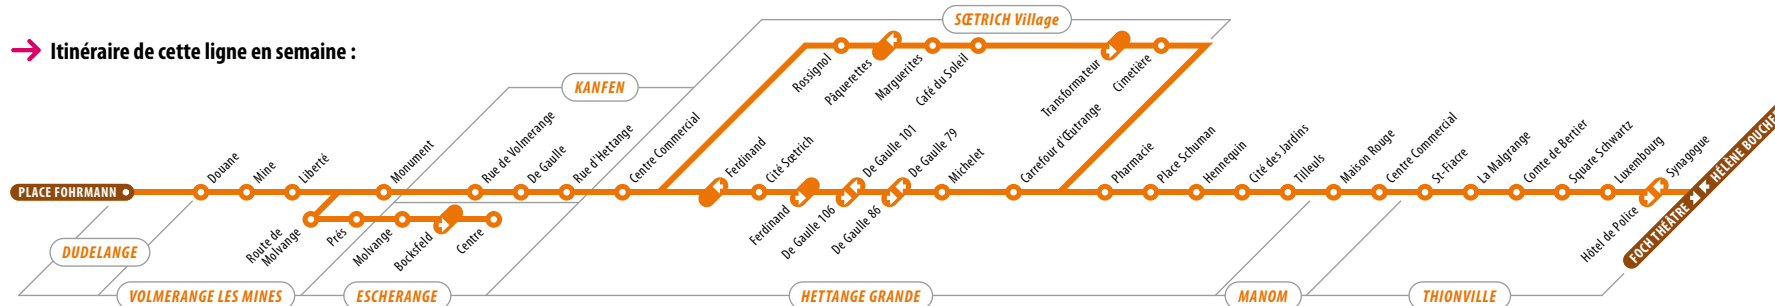 SŒTRICH Village
→ Itinéraire de cette ligne en semaine :
KANFEN
Rossignol
Pâquerettes
Marguerites
Café du Soleil
Transformateur
Cimetière
PLACE FOHRMANN
Douane
Mine
Liberté
Monument
Rue de Volmerange
De Gaulle
Rue d'Hettange
Centre Commercial
Ferdinand
Cité Sœtrich
De Gaulle 101
De Gaulle 79
Michelet
Carrefour d'Œutrange
Pharmacie
Place Schuman
Hennequin
Cité des Jardins
Tilleuls
Maison Rouge
Centre Commercial
St-Fiacre
La Malgrange
Comte de Bertier
Square Schwartz
Luxembourg
Synagogue
HÉLÈNE BOUCHER
Route de
Molvange
Prés
Molvange
Bocksfeld
Centre
Ferdinand
De Gaulle 106
De Gaulle 86
Hôtel de Police
FOCH THÉÂTRE
DUDELANGE
VOLMERANGE LES MINES
ESCHERANGE
HETTANGE GRANDE
MANOM
THIONVILLE